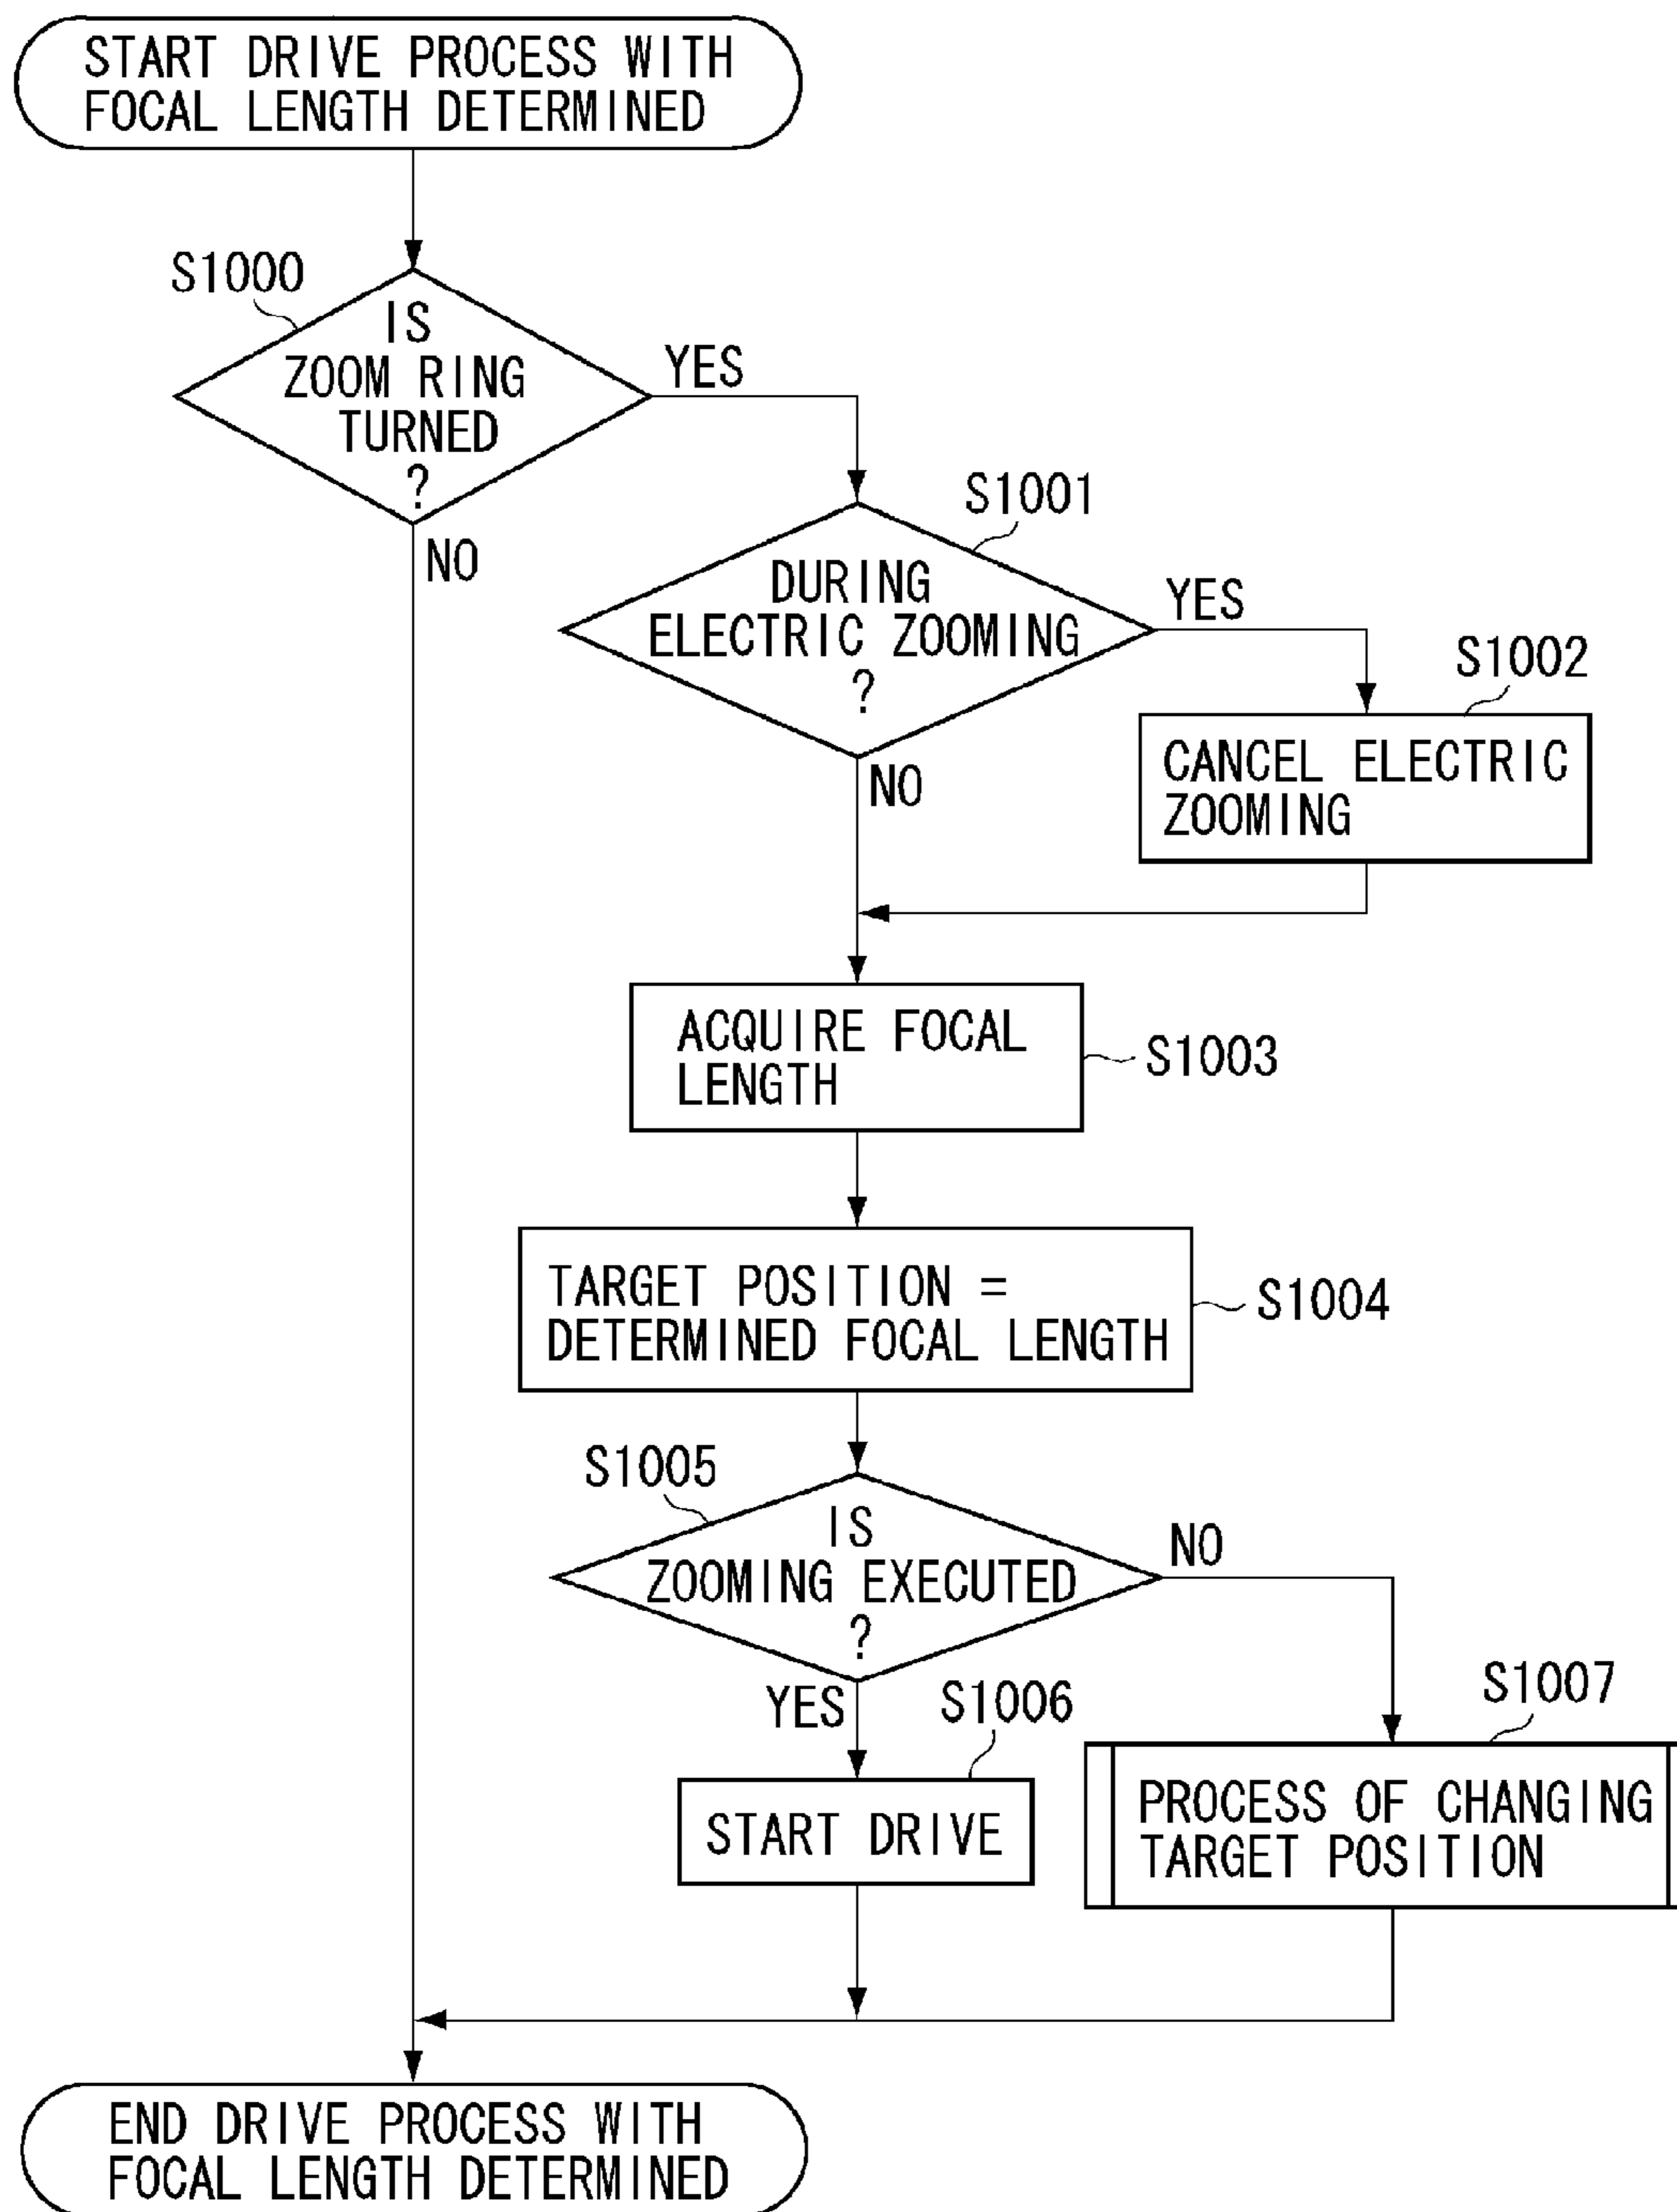 START DRIVE PROCESS WITH
FOCAL LENGTH DETERMINED
S1000
IS
ZOOM RING
TURNED
?
YES
NO
S1001
DURING
ELECTRIC ZOOMING
?
YES
NO
S1002
CANCEL ELECTRIC
ZOOMING
ACQUIRE FOCAL
LENGTH
S1003
TARGET POSITION =
DETERMINED FOCAL LENGTH
S1004
S1005
IS
ZOOMING EXECUTED
?
NO
YES
S1006
START DRIVE
S1007
PROCESS OF CHANGING
TARGET POSITION
END DRIVE PROCESS WITH
FOCAL LENGTH DETERMINED